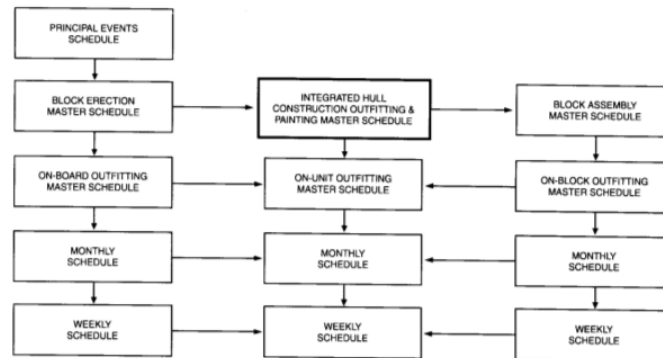 PRINCIPAL EVENTS
SCHEDULE
BLOCK ERECTION
MASTER SCHEDULE
INTEGRATED HULL
CONSTRUCTION OUTFITTING &
PAINTING MASTER SCHEDULE
BLOCK ASSEMBLY
MASTER SCHEDULE
ON-BOARD OUTFITTING
MASTER SCHEDULE
ON-UNIT OUTFITTING
MASTER SCHEDULE
ON-BLOCK OUTFITTING
MASTER SCHEDULE
MONTHLY
SCHEDULE
MONTHLY
SCHEDULE
MONTHLY
SCHEDULE
WEEKLY
SCHEDULE
WEEKLY
SCHEDULE
WEEKLY
SCHEDULE